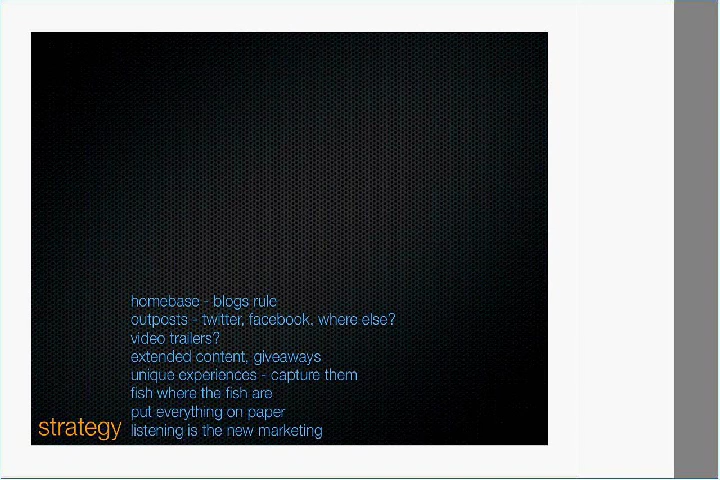 homebase - blogs rule
outposts - twitter, facebook, where else?
video trailers?
extended content, giveaways
unique experiences - capture them
fish where the fish are
put everything on paper
strategy listening is the new marketing